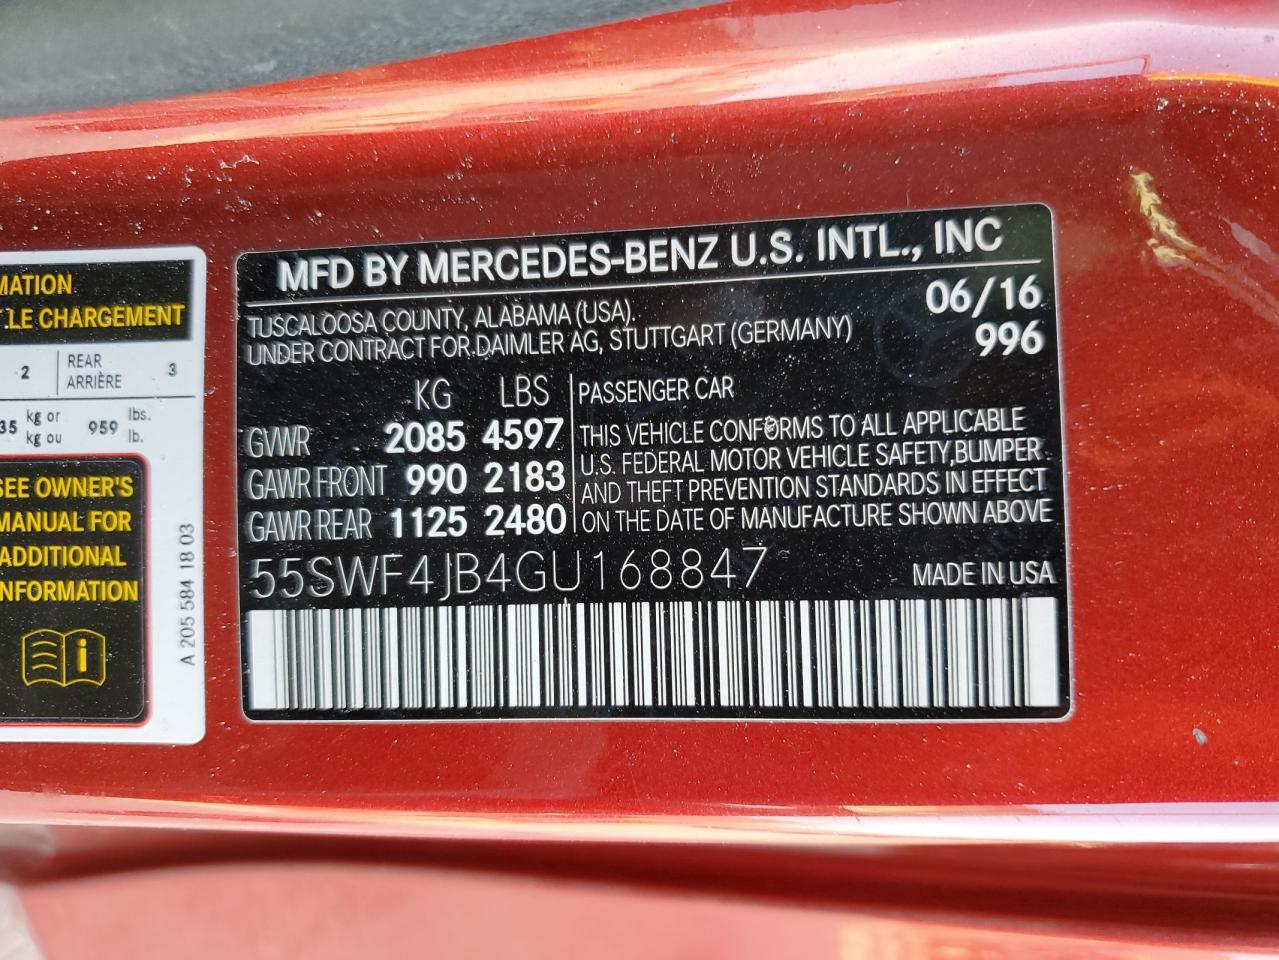 MATION
LE CHARGEMENT
2
REAR
ARRIÈRE
3
35 kg or
kg ou
959 lbs.
lb.
SEE OWNER'S
MANUAL FOR
ADDITIONAL
INFORMATION
A 205 584 18 03
MFD BY MERCEDES-BENZ U.S. INTL., INC
TUSCALOOSA COUNTY, ALABAMA (USA).
UNDER CONTRACT FOR DAIMLER AG, STUTTGART (GERMANY)
06/16
996
KG LBS
GVWR 2085 4597
GAWR FRONT 990 2183
GAWR REAR 1125 2480
PASSENGER CAR
THIS VEHICLE CONFORMS TO ALL APPLICABLE
U.S. FEDERAL MOTOR VEHICLE SAFETY,BUMPER
AND THEFT PREVENTION STANDARDS IN EFFECT
ON THE DATE OF MANUFACTURE SHOWN ABOVE
55SWF4JB4GU168847
MADE IN USA